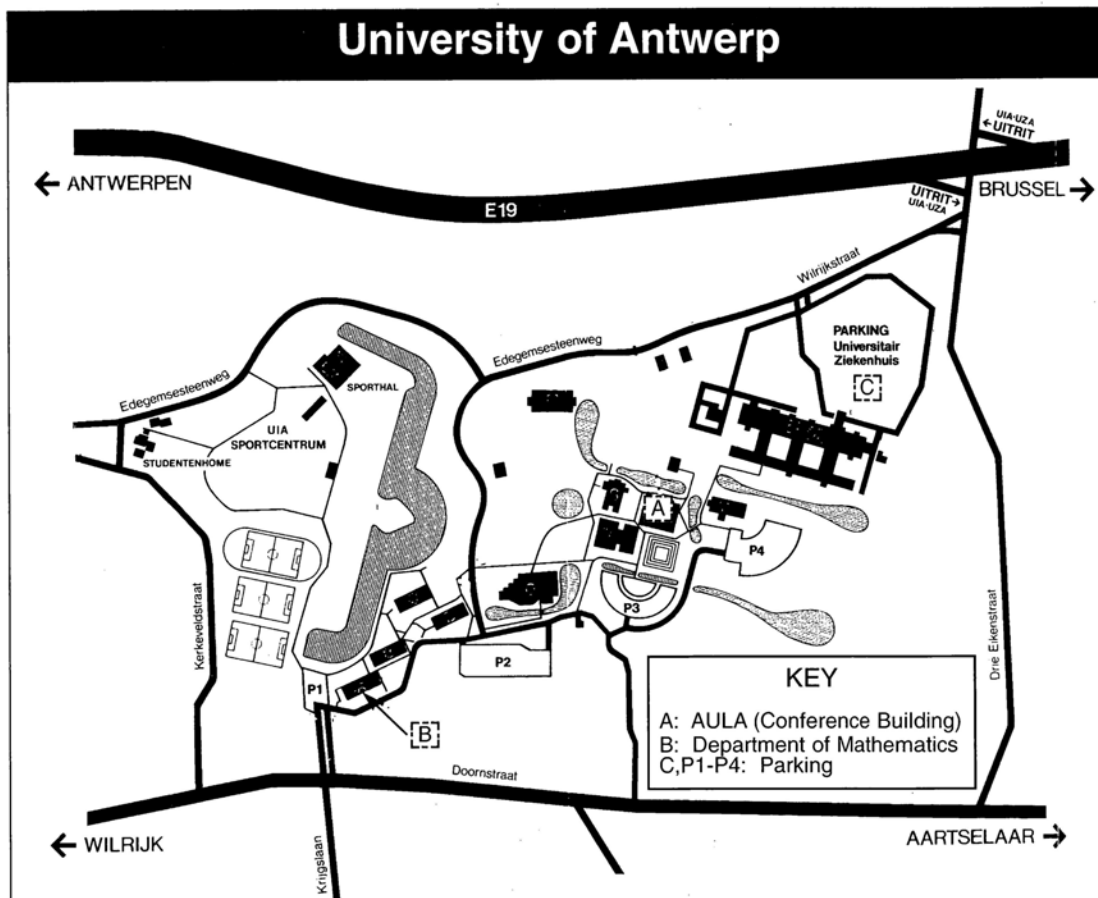 University of Antwerp
UIA-UZA
←UITRIT
← ANTWERPEN
E19
UITRIT→
UIA-UZA
BRUSSEL →
Wilrijkstraat
Edegemsesteenweg
PARKING
Universitair
Ziekenhuis
C
SPORTHAL
Edegemsesteenweg
UIA
SPORTCENTRUM
STUDENTENHOME
A
P4
P3
Kerkeveldstraat
P2
P1
B
Drie Eikenstraat
KEY
A: AULA (Conference Building)
B: Department of Mathematics
C,P1-P4: Parking
Doornstraat
← WILRIJK
AARTSELAAR →
Krijgslaan